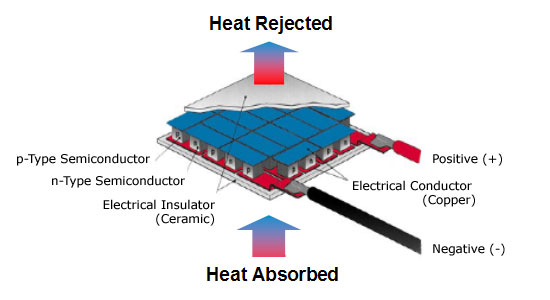 Heat Rejected
p-Type Semiconductor
n-Type Semiconductor
Electrical Insulator
(Ceramic)
Positive (+)
Electrical Conductor
(Copper)
Negative (-)
Heat Absorbed